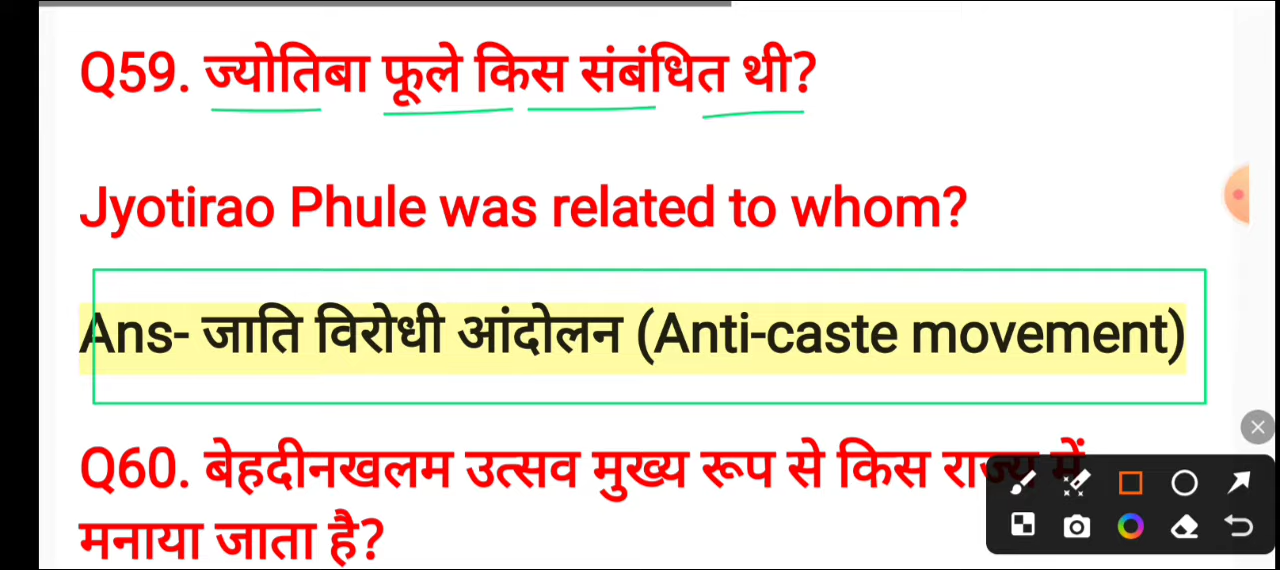 Q59. ज्योतिबा फूले किस संबंधित थी?
Jyotirao Phule was related to whom?
Ans- जाति विरोधी आंदोलन (Anti-caste movement)
Q60. बेहदीनखलम उत्सव मुख्य रूप से किस राज्य में
मनाया जाता है?